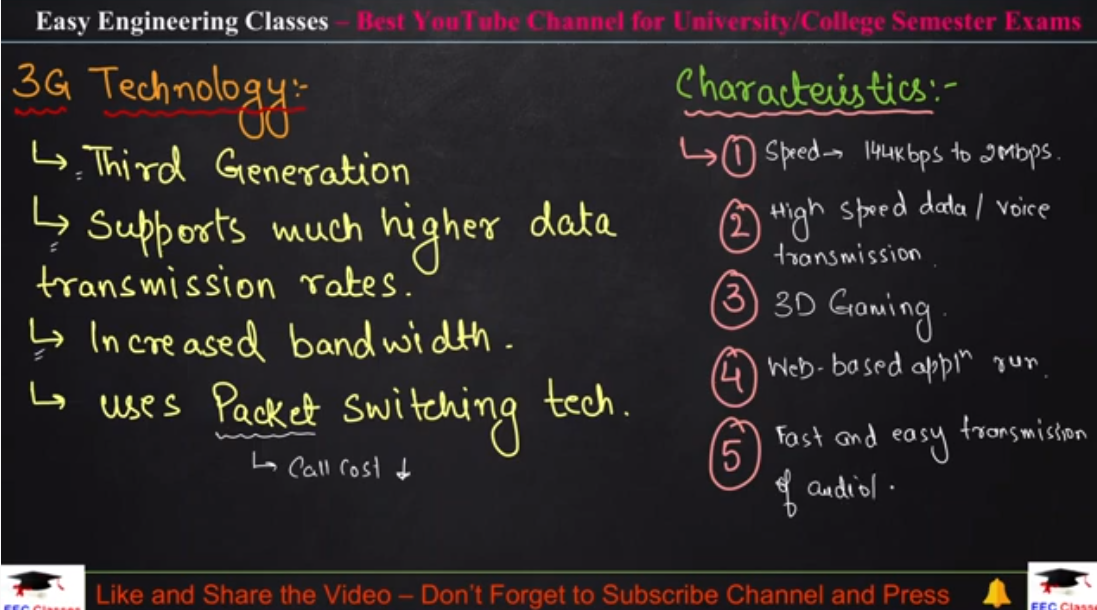 Easy Engineering Classes – Best YouTube Channel for University/College Semester Exams
3G Technology:-
↳ Third Generation
↳ Supports much higher data
transmission rates.
↳ Increased bandwidth.
↳ uses Packet switching tech.
↳ Call cost ↓
Characteristics:-
↳ 1 Speed → 144Kbps to 2Mbps.
2 High speed data / voice
transmission.
3 3D Gaming.
4 Web-based appln run.
5 Fast and easy transmission
of audio/.
Like and Share the Video – Don't Forget to Subscribe Channel and Press
EEC Classes
EEC Classes